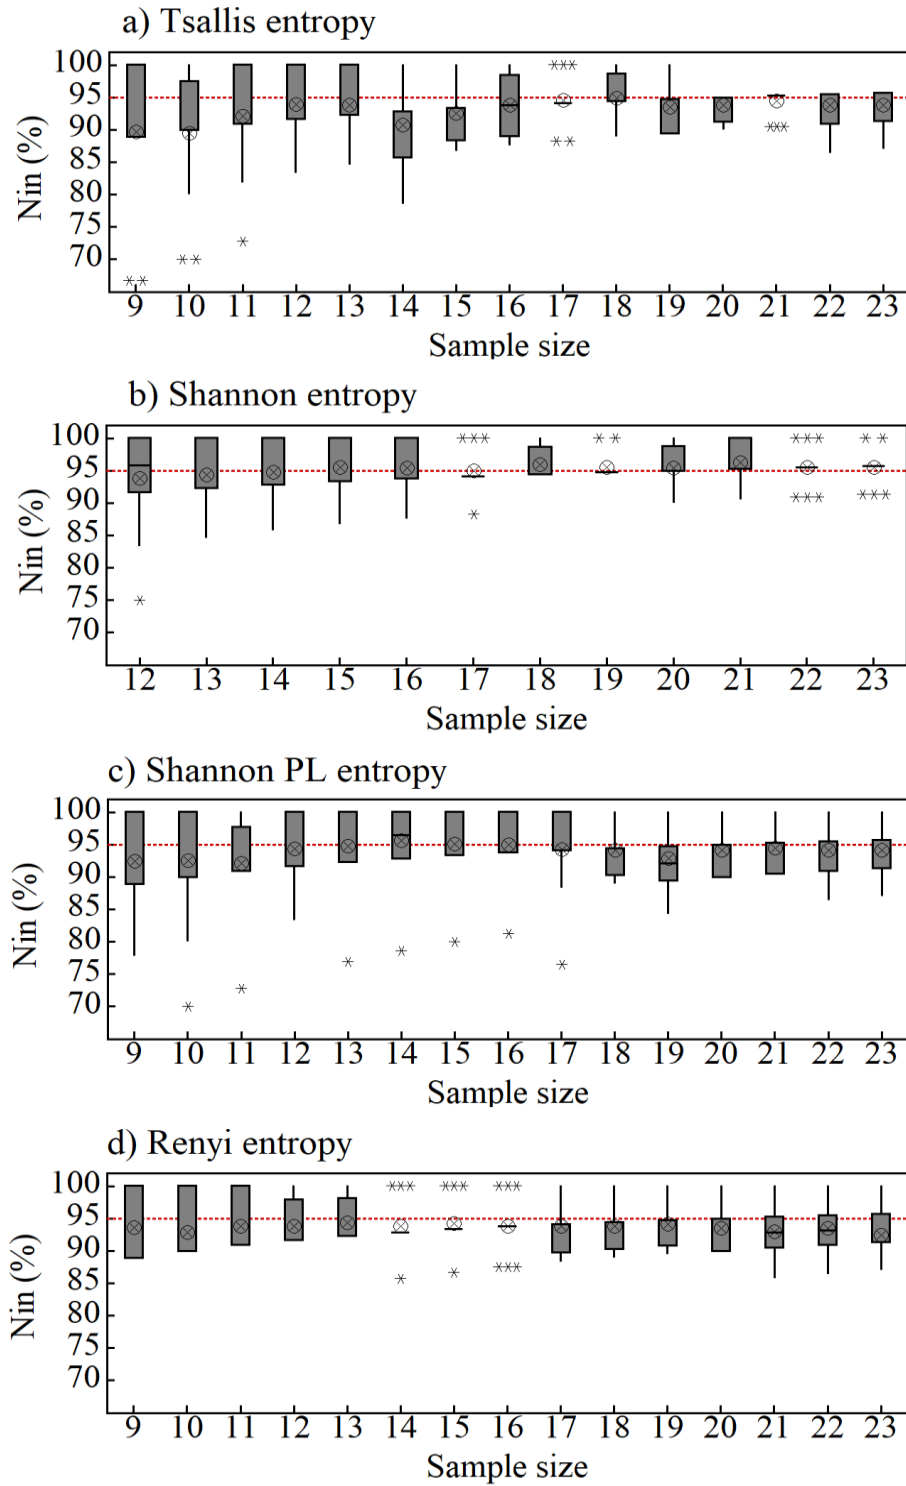 a) Tsallis entropy
100
95
90
85
80
75
70
Nin (%)
9 10 11 12 13 14 15 16 17 18 19 20 21 22 23
Sample size
b) Shannon entropy
100
95
90
85
80
75
70
Nin (%)
12 13 14 15 16 17 18 19 20 21 22 23
Sample size
c) Shannon PL entropy
100
95
90
85
80
75
70
Nin (%)
9 10 11 12 13 14 15 16 17 18 19 20 21 22 23
Sample size
d) Renyi entropy
100
95
90
85
80
75
70
Nin (%)
9 10 11 12 13 14 15 16 17 18 19 20 21 22 23
Sample size